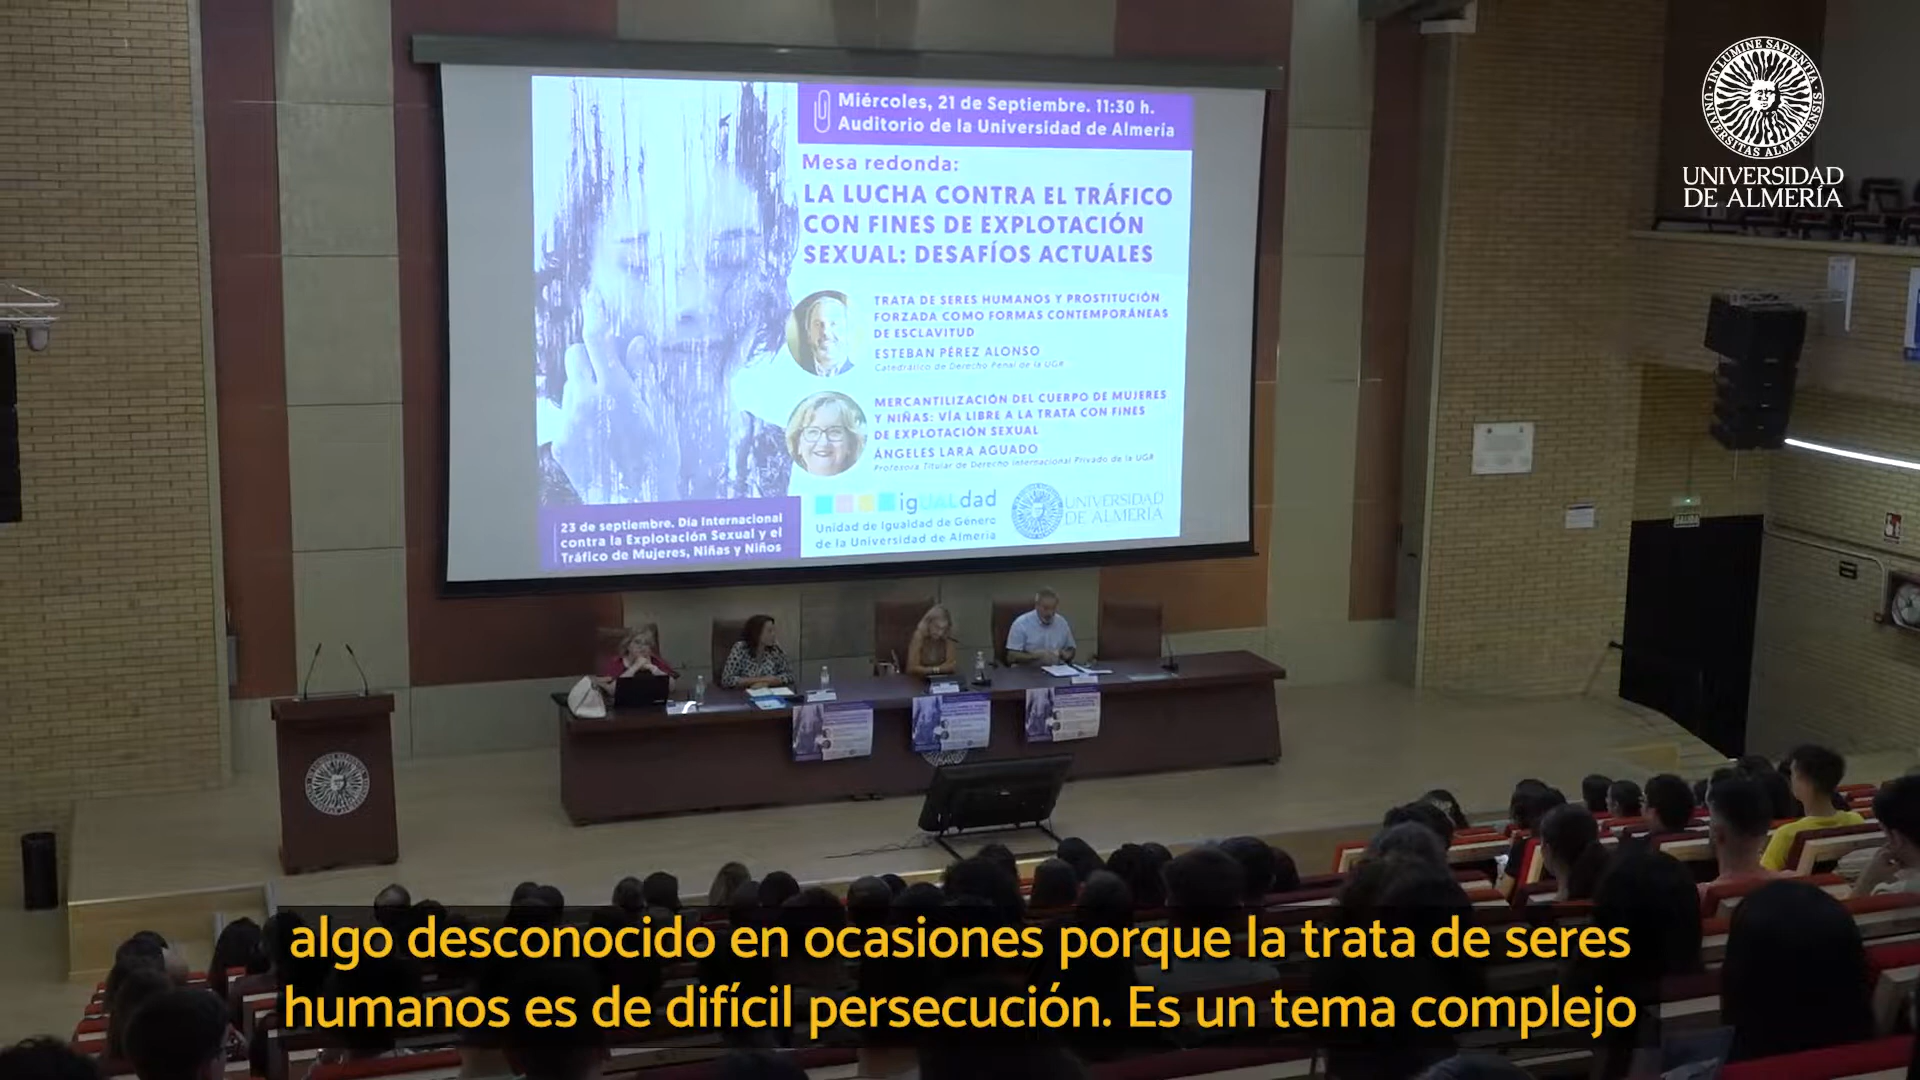 Miércoles, 21 de Septiembre. 11:30 h.
Auditorio de la Universidad de Almería
Mesa redonda:
LA LUCHA CONTRA EL TRÁFICO
CON FINES DE EXPLOTACIÓN
SEXUAL: DESAFÍOS ACTUALES
TRATA DE SERES HUMANOS Y PROSTITUCIÓN
FORZADA COMO FORMAS CONTEMPORÁNEAS
DE ESCLAVITUD
ESTEBAN PÉREZ ALONSO
Catedrático de Derecho Penal de la UGR
MERCANTILIZACIÓN DEL CUERPO DE MUJERES
Y NIÑAS: VÍA LIBRE A LA TRATA CON FINES
DE EXPLOTACIÓN SEXUAL
ÁNGELES LARA AGUADO
Profesora Titular de Derecho Internacional Privado de la UGR
igUALdad
Unidad de Igualdad de Género
de la Universidad de Almería
UNIVERSIDAD
DE ALMERÍA
23 de septiembre. Día Internacional
contra la Explotación Sexual y el
Tráfico de Mujeres, Niñas y Niños
IN LUMINE SAPIENTIA
UNIVERSITAS ALMERIENSIS
UNIVERSIDAD
DE ALMERÍA
SALIDA
algo desconocido en ocasiones porque la trata de seres
humanos es de difícil persecución. Es un tema complejo